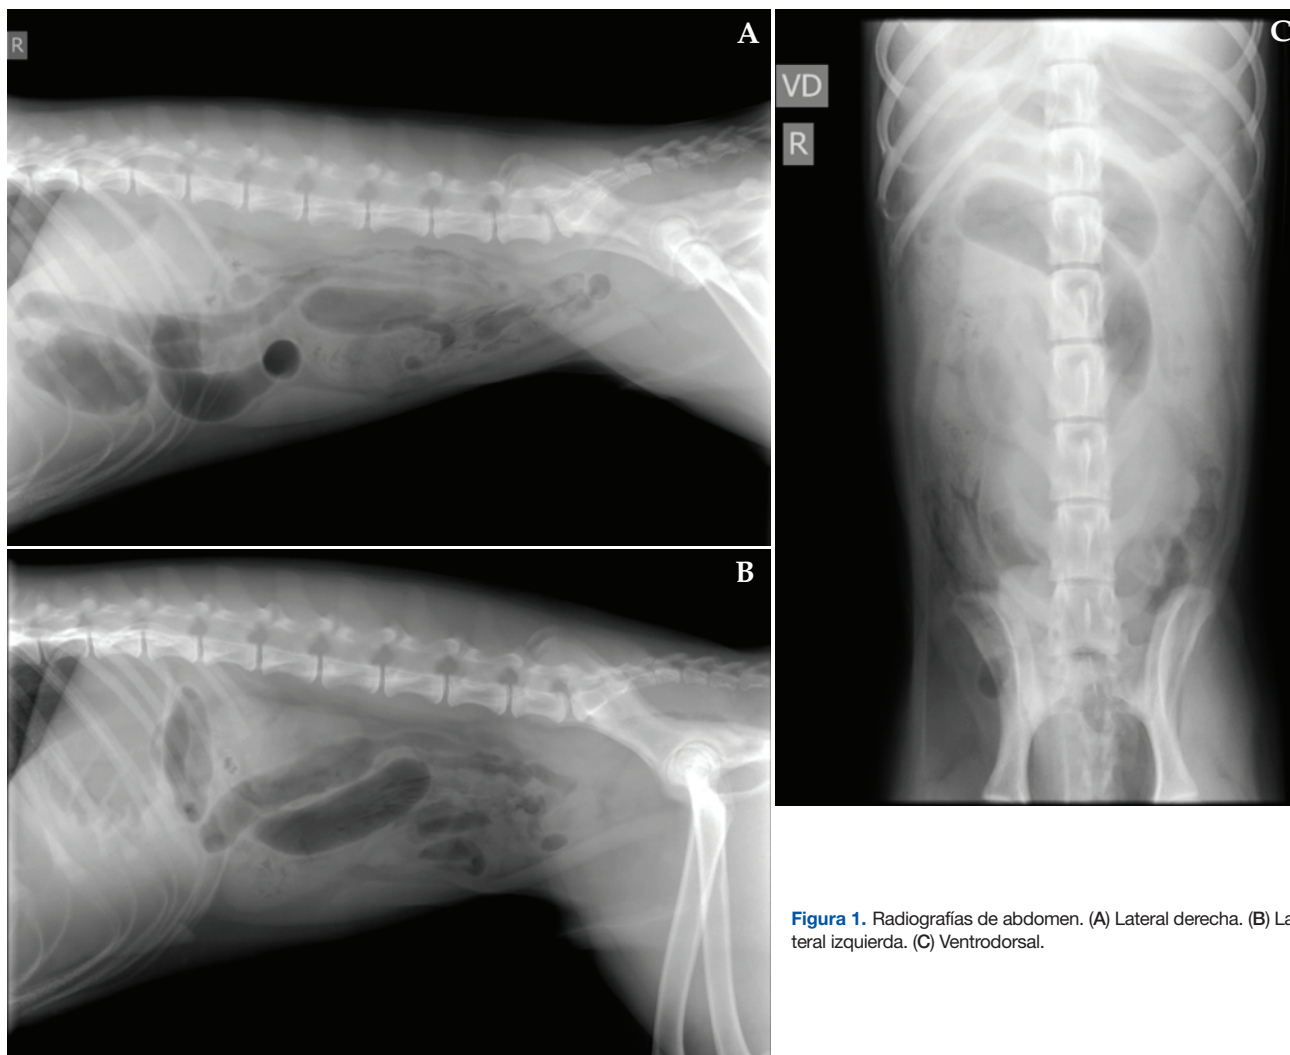 R
A
B
VD
R
C
Figura 1. Radiografías de abdomen. (A) Lateral derecha. (B) La-
teral izquierda. (C) Ventrodorsal.